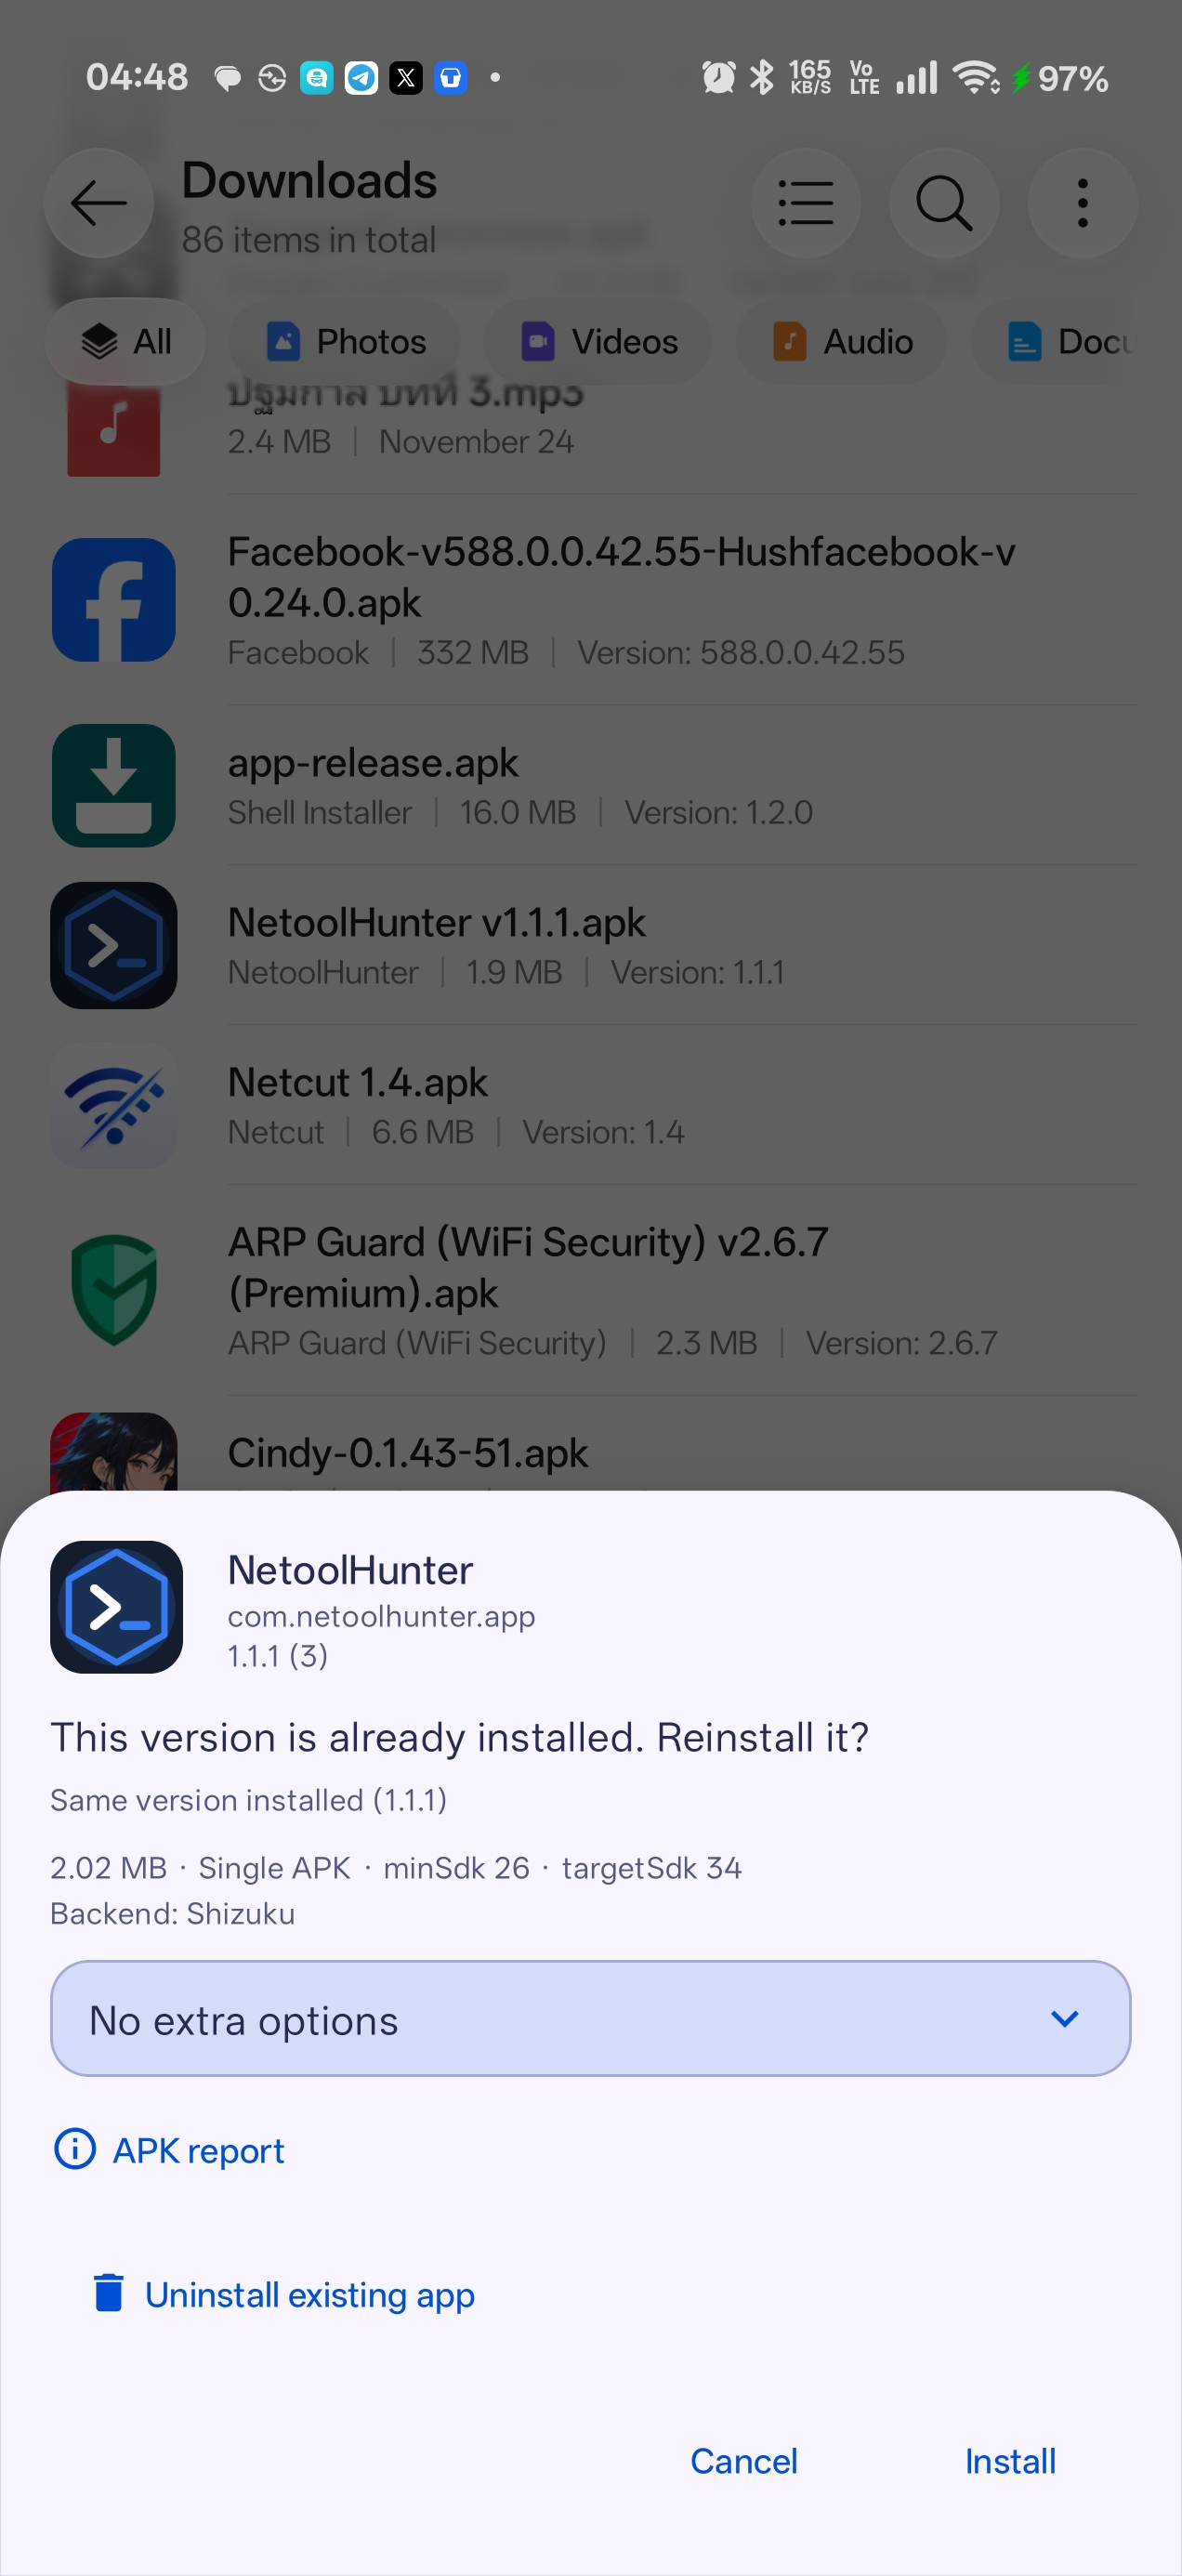 04:48
165 KB/S
Vo LTE
97%
Downloads
86 items in total
All
Photos
Videos
Audio
Docu
ปฐมกาล บทที่ 3.mp3
2.4 MB | November 24
Facebook-v588.0.0.42.55-Hushfacebook-v
0.24.0.apk
Facebook | 332 MB | Version: 588.0.0.42.55
app-release.apk
Shell Installer | 16.0 MB | Version: 1.2.0
NetoolHunter v1.1.1.apk
NetoolHunter | 1.9 MB | Version: 1.1.1
Netcut 1.4.apk
Netcut | 6.6 MB | Version: 1.4
ARP Guard (WiFi Security) v2.6.7
(Premium).apk
ARP Guard (WiFi Security) | 2.3 MB | Version: 2.6.7
Cindy-0.1.43-51.apk
NetoolHunter
com.netoolhunter.app
1.1.1 (3)
This version is already installed. Reinstall it?
Same version installed (1.1.1)
2.02 MB · Single APK · minSdk 26 · targetSdk 34
Backend: Shizuku
No extra options
APK report
Uninstall existing app
Cancel
Install